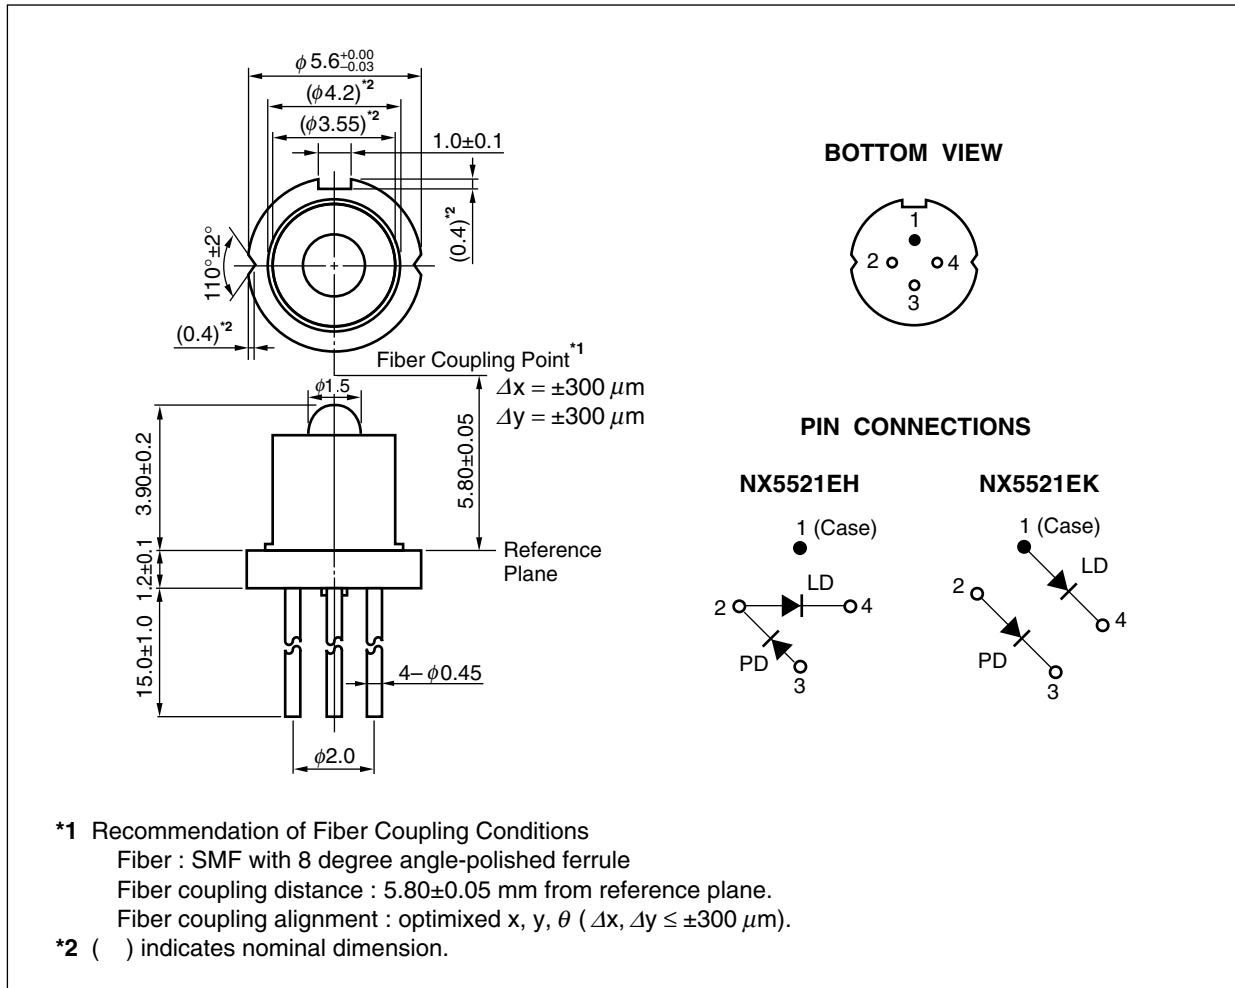 ϕ5.6+0.00 −0.03
(ϕ4.2)*2
(ϕ3.55)*2
1.0±0.1
(0.4)*2
110°±2°
(0.4)*2
Fiber Coupling Point*1
Δx = ±300 μm
Δy = ±300 μm
ϕ1.5
3.90±0.2
5.80±0.05
1.2±0.1
Reference
Plane
15.0±1.0
4–ϕ0.45
ϕ2.0
BOTTOM VIEW
1
2
4
3
PIN CONNECTIONS
NX5521EH
1 (Case)
LD
2
4
PD
3
NX5521EK
1 (Case)
LD
2
4
PD
3
*1 Recommendation of Fiber Coupling Conditions
Fiber : SMF with 8 degree angle-polished ferrule
Fiber coupling distance : 5.80±0.05 mm from reference plane.
Fiber coupling alignment : optimixed x, y, θ ( Δx, Δy ≤ ±300 μm).
*2 ( ) indicates nominal dimension.